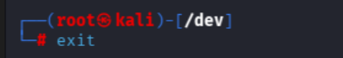 ┌──(root㉿kali)-[/dev]
└─# exit